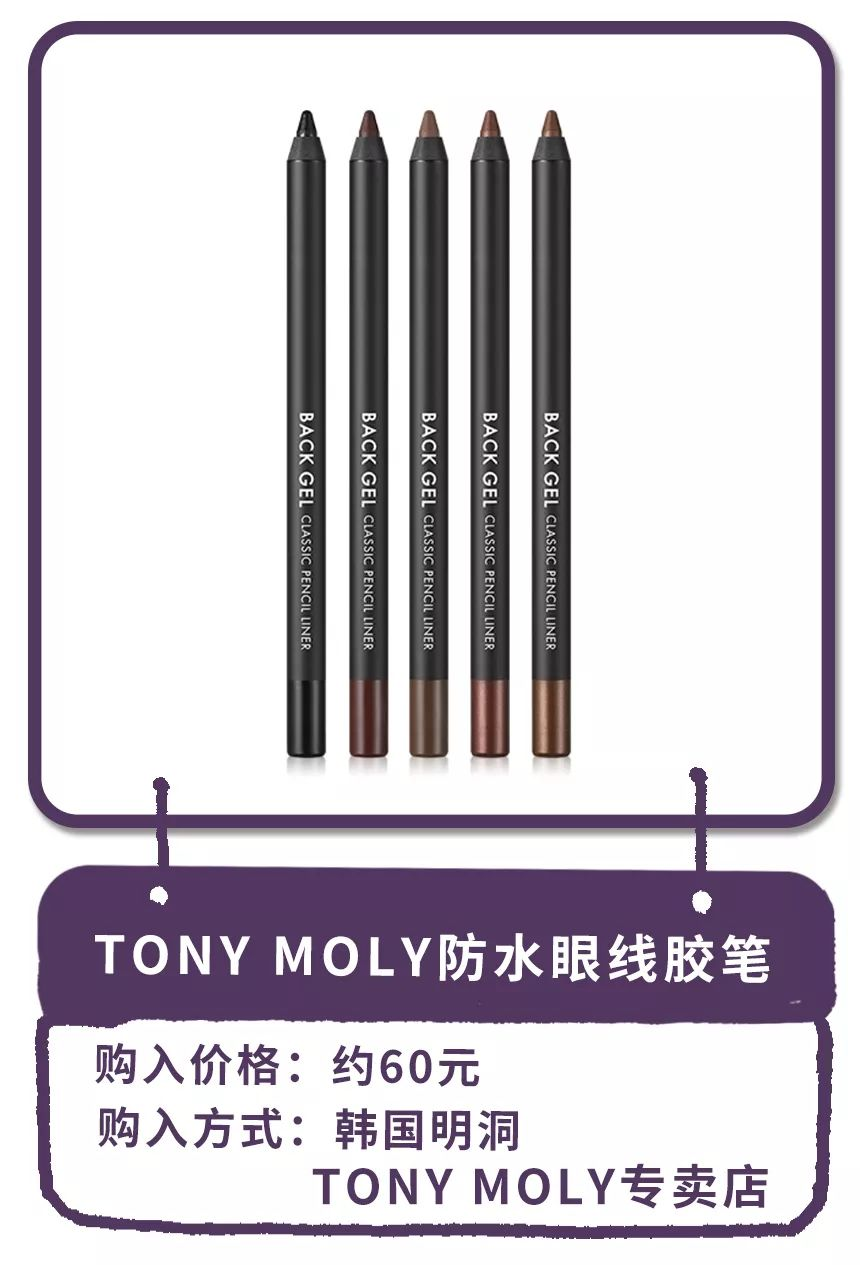 BACK GEL CLASSIC PENCIL LINER
BACK GEL CLASSIC PENCIL LINER
BACK GEL CLASSIC PENCIL LINER
BACK GEL CLASSIC PENCIL LINER
BACK GEL CLASSIC PENCIL LINER
TONY MOLY防水眼线胶笔
购入价格：约60元
购入方式：韩国明洞
TONY MOLY专卖店